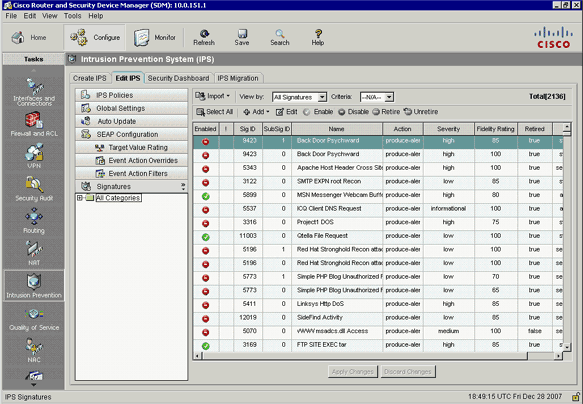 Cisco Router and Security Device Manager (SDM): 10.0.151.1
File Edit View Tools Help
Home Configure Monitor Refresh Save Search Help
CISCO
Tasks
Intrusion Prevention System (IPS)
Create IPS Edit IPS Security Dashboard IPS Migration
IPS Policies
Global Settings
Auto Update
SEAP Configuration
Target Value Rating
Event Action Overrides
Event Action Filters
Signatures
All Categories
Interfaces and Connections
Firewall and ACL
VPN
Security Audit
Routing
NAT
Intrusion Prevention
Quality of Service
NAC
Import View by: All Signatures Criteria: --N/A-- Total[2136]
Select All Add Edit Enable Disable Retire Unretire
Enabled ! Sig ID SubSig ID Name Action Severity Fidelity Rating Retired
9423 1 Back Door Psychward produce-aler high 85 true
9423 0 Back Door Psychward produce-aler high 100 true
5343 0 Apache Host Header Cross Site produce-aler high 100 true se
3122 0 SMTP EXPN root Recon produce-aler low 85 true
5899 0 MSN Messenger Webcam Buffe produce-aler high 80 true
5537 0 ICQ Client DNS Request produce-aler informational 100 true
3316 0 Project1 DOS produce-aler high 75 true
11003 0 Qtella File Request produce-aler low 100 true
5196 1 Red Hat Stronghold Recon attac produce-aler low 100 true se
5196 0 Red Hat Stronghold Recon attac produce-aler low 100 true se
5773 1 Simple PHP Blog Unauthorized F produce-aler low 70 true se
5773 0 Simple PHP Blog Unauthorized F produce-aler low 65 true se
5411 0 Linksys Http DoS produce-aler high 85 true se
12019 0 SideFind Activity produce-aler low 85 true se
5070 0 WWW msadcs.dll Access produce-aler medium 100 false se
3169 0 FTP SITE EXEC tar produce-aler high 85 true
Apply Changes Discard Changes
IPS Signatures
18:49:15 UTC Fri Dec 28 2007